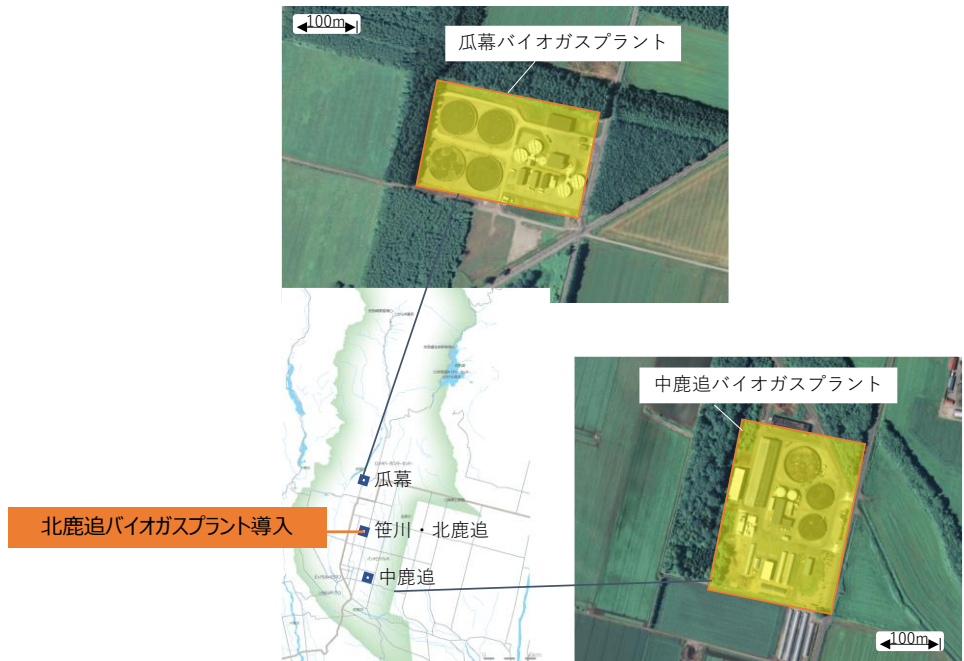 100m
瓜幕バイオガスプラント
中鹿追バイオガスプラント
瓜幕
北鹿追バイオガスプラント導入
笹川・北鹿追
中鹿追
100m